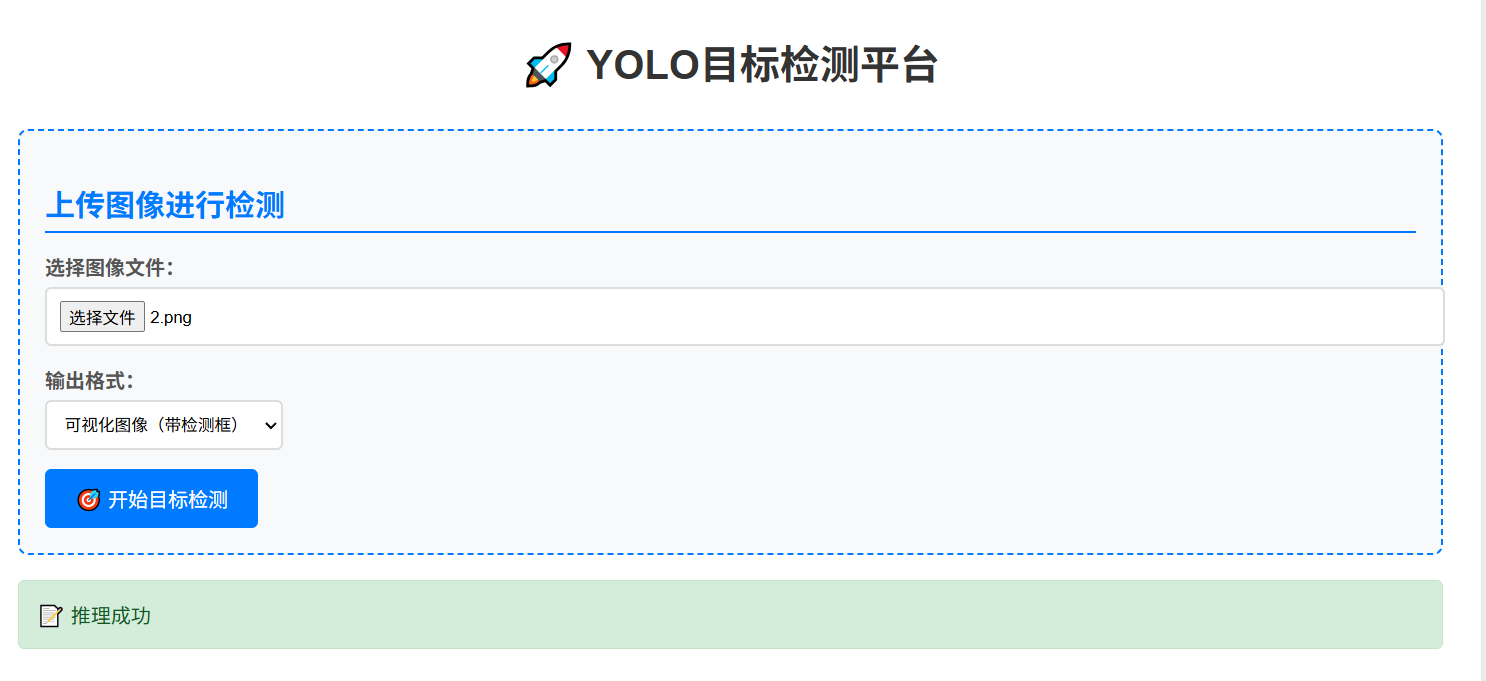 🚀 YOLO目标检测平台
上传图像进行检测
选择图像文件：
选择文件 2.png
输出格式：
可视化图像（带检测框）
🎯 开始目标检测
📝 推理成功